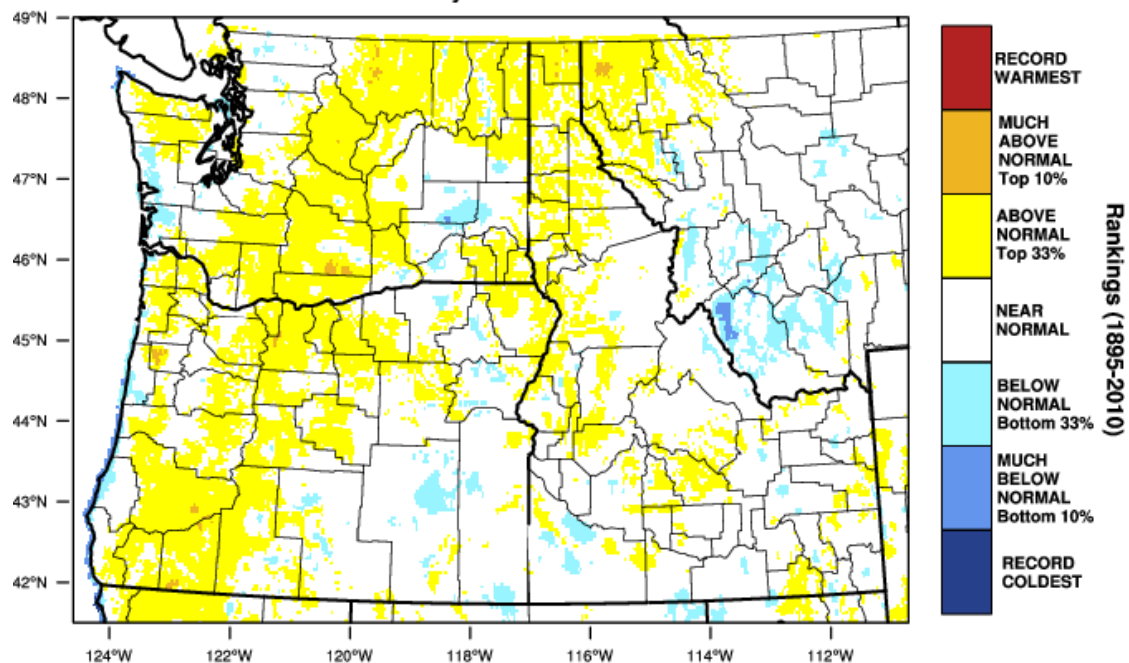 49°N
48°N
47°N
46°N
45°N
44°N
43°N
42°N
124°W
122°W
120°W
118°W
116°W
114°W
112°W
RECORD
WARMEST
MUCH
ABOVE
NORMAL
Top 10%
ABOVE
NORMAL
Top 33%
NEAR
NORMAL
BELOW
NORMAL
Bottom 33%
MUCH
BELOW
NORMAL
Bottom 10%
RECORD
COLDEST
Rankings (1895-2010)